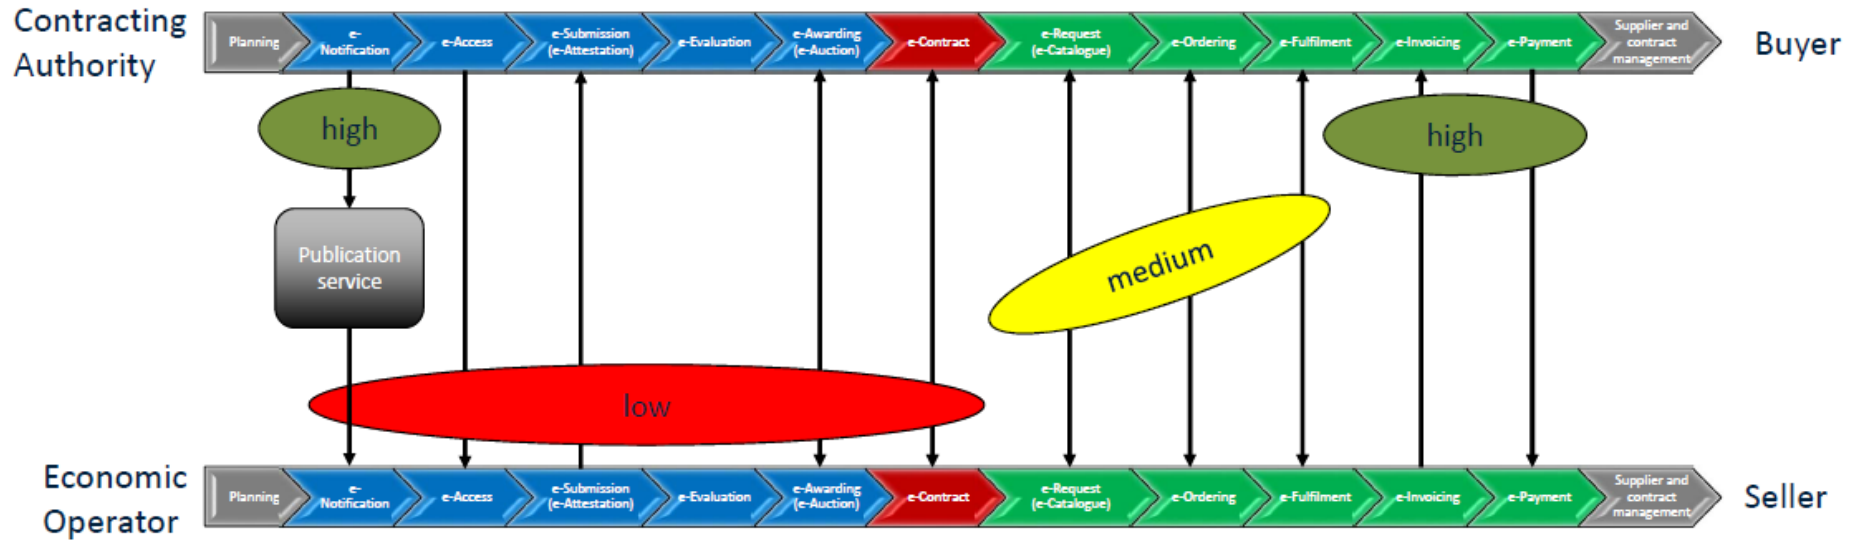 Contracting
Authority
Planning
e-
Notification
e-Access
e-Submission
(e-Attestation)
e-Evaluation
e-Awarding
(e-Auction)
e-Contract
e-Request
(e-Catalogue)
e-Ordering
e-Fulfilment
e-Invoicing
e-Payment
Supplier and
contract
management
Buyer
high
high
Publication
service
medium
low
Economic
Operator
Planning
e-
Notification
e-Access
e-Submission
(e-Attestation)
e-Evaluation
e-Awarding
(e-Auction)
e-Contract
e-Request
(e-Catalogue)
e-Ordering
e-Fulfilment
e-Invoicing
e-Payment
Supplier and
contract
management
Seller